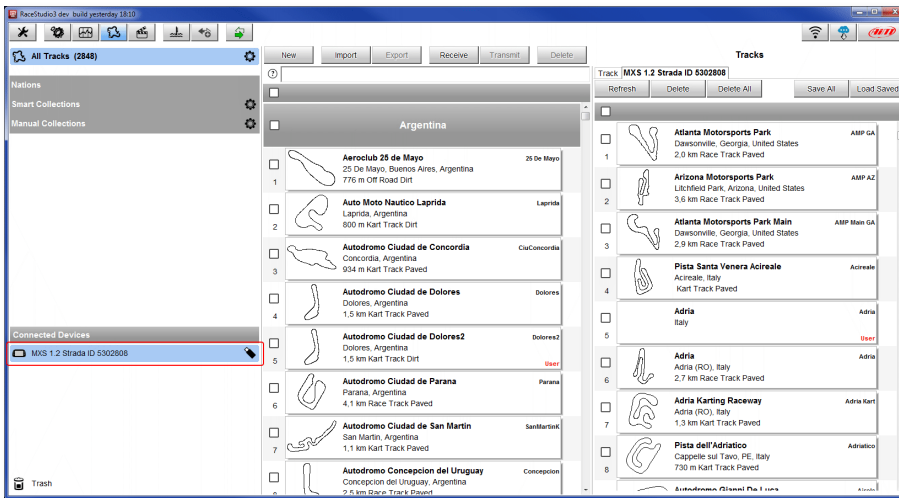 RaceStudio3 dev build yesterday 18:10
All Tracks (2848)
Nations
Smart Collections
Manual Collections
Connected Devices
MXS 1.2 Strada ID 5302808
Trash
New Import Export Receive Transmit Delete
Argentina
Aeroclub 25 de Mayo 25 De Mayo
25 De Mayo, Buenos Aires, Argentina
776 m Off Road Dirt
1
Auto Moto Nautico Laprida Laprida
Laprida, Argentina
800 m Kart Track Dirt
2
Autodromo Ciudad de Concordia CiuConcordia
Concordia, Argentina
934 m Kart Track Paved
3
Autodromo Ciudad de Dolores Dolores
Dolores, Argentina
1,5 km Kart Track Paved
4
Autodromo Ciudad de Dolores2 Dolores2
Dolores, Argentina
1,5 km Kart Track Dirt
5 User
Autodromo Ciudad de Parana Parana
Parana, Argentina
4,1 km Race Track Paved
6
Autodromo Ciudad de San Martin SanMartinK
San Martin, Argentina
1,1 km Kart Track Paved
7
Autodromo Concepcion del Uruguay Concepcion
Concepcion del Uruguay, Argentina
2,5 km Race Track Paved
8
Tracks
Track MXS 1.2 Strada ID 5302808
Refresh Delete Delete All Save All Load Saved
Atlanta Motorsports Park AMP GA
Dawsonville, Georgia, United States
2,0 km Race Track Paved
1
Arizona Motorsports Park AMP AZ
Litchfield Park, Arizona, United States
3,6 km Race Track Paved
2
Atlanta Motorsports Park Main AMP Main GA
Dawsonville, Georgia, United States
2,9 km Race Track Paved
3
Pista Santa Venera Acireale Acireale
Acireale, Italy
Kart Track Paved
4
Adria Adria
Italy
5 User
Adria Adria
Adria (RO), Italy
2,7 km Race Track Paved
6
Adria Karting Raceway Adria Kart
Adria (RO), Italy
1,3 km Kart Track Paved
7
Pista dell'Adriatico Adriatico
Cappelle sul Tavo, PE, Italy
730 m Kart Track Paved
8
Autodromo Gianni De Luca Airola